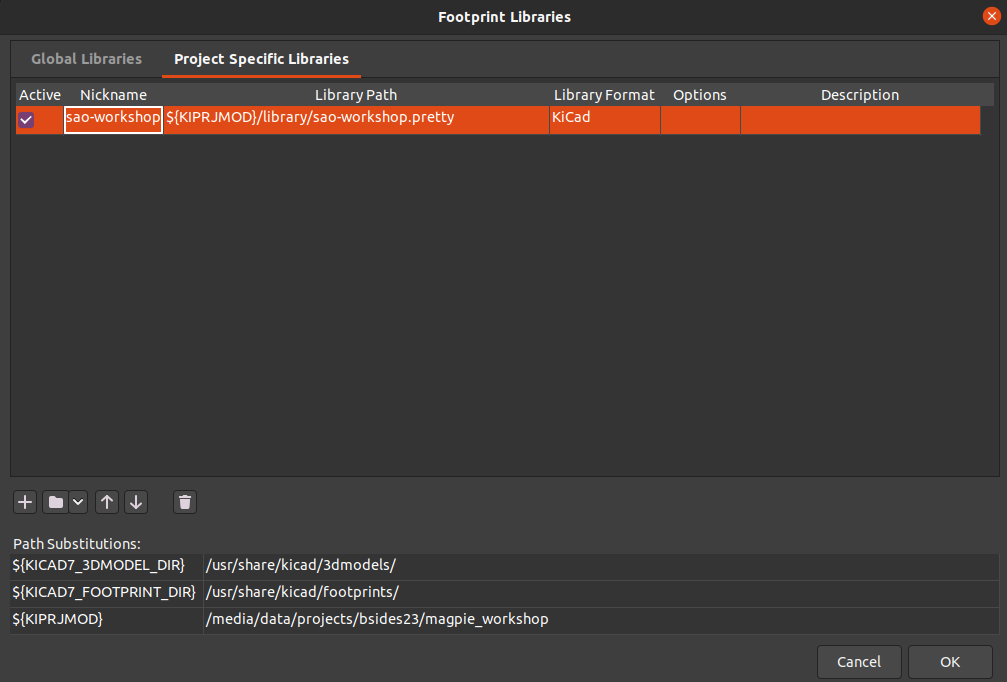 Footprint Libraries
Global Libraries Project Specific Libraries
Active Nickname Library Path Library Format Options Description
sao-workshop ${KIPRJMOD}/library/sao-workshop.pretty KiCad
Path Substitutions:
${KICAD7_3DMODEL_DIR} /usr/share/kicad/3dmodels/
${KICAD7_FOOTPRINT_DIR} /usr/share/kicad/footprints/
${KIPRJMOD} /media/data/projects/bsides23/magpie_workshop
Cancel OK